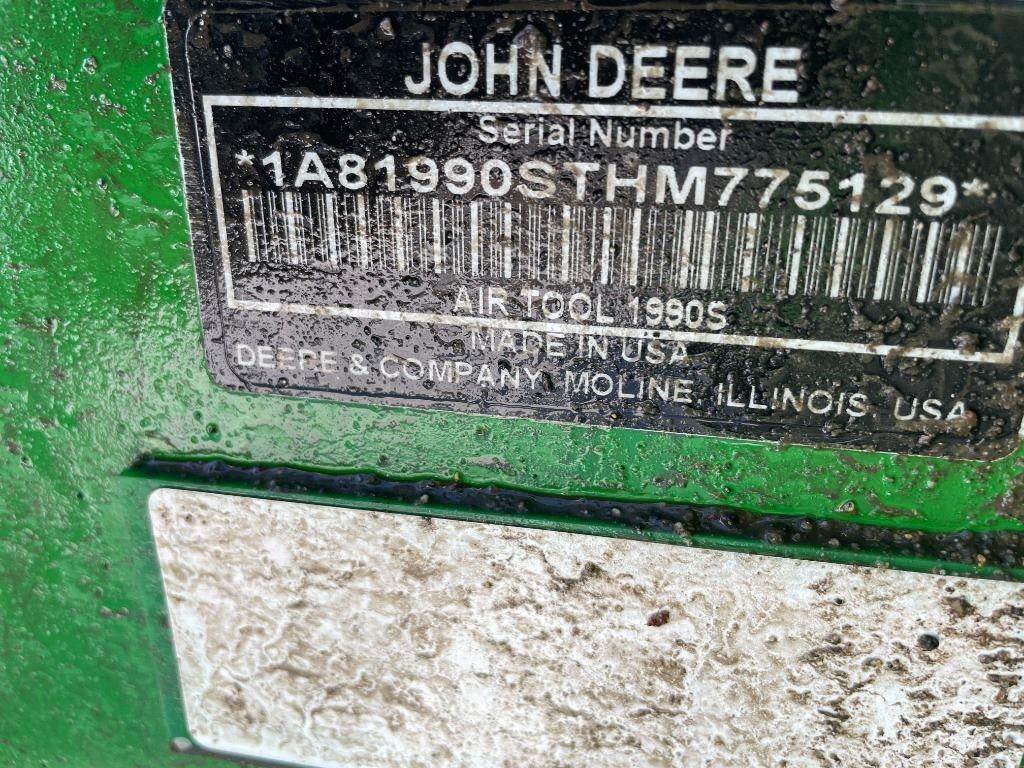 JOHN DEERE
Serial Number
*1A81990STHM775129*
AIR TOOL 1990S
MADE IN USA
DEERE & COMPANY MOLINE ILLINOIS USA